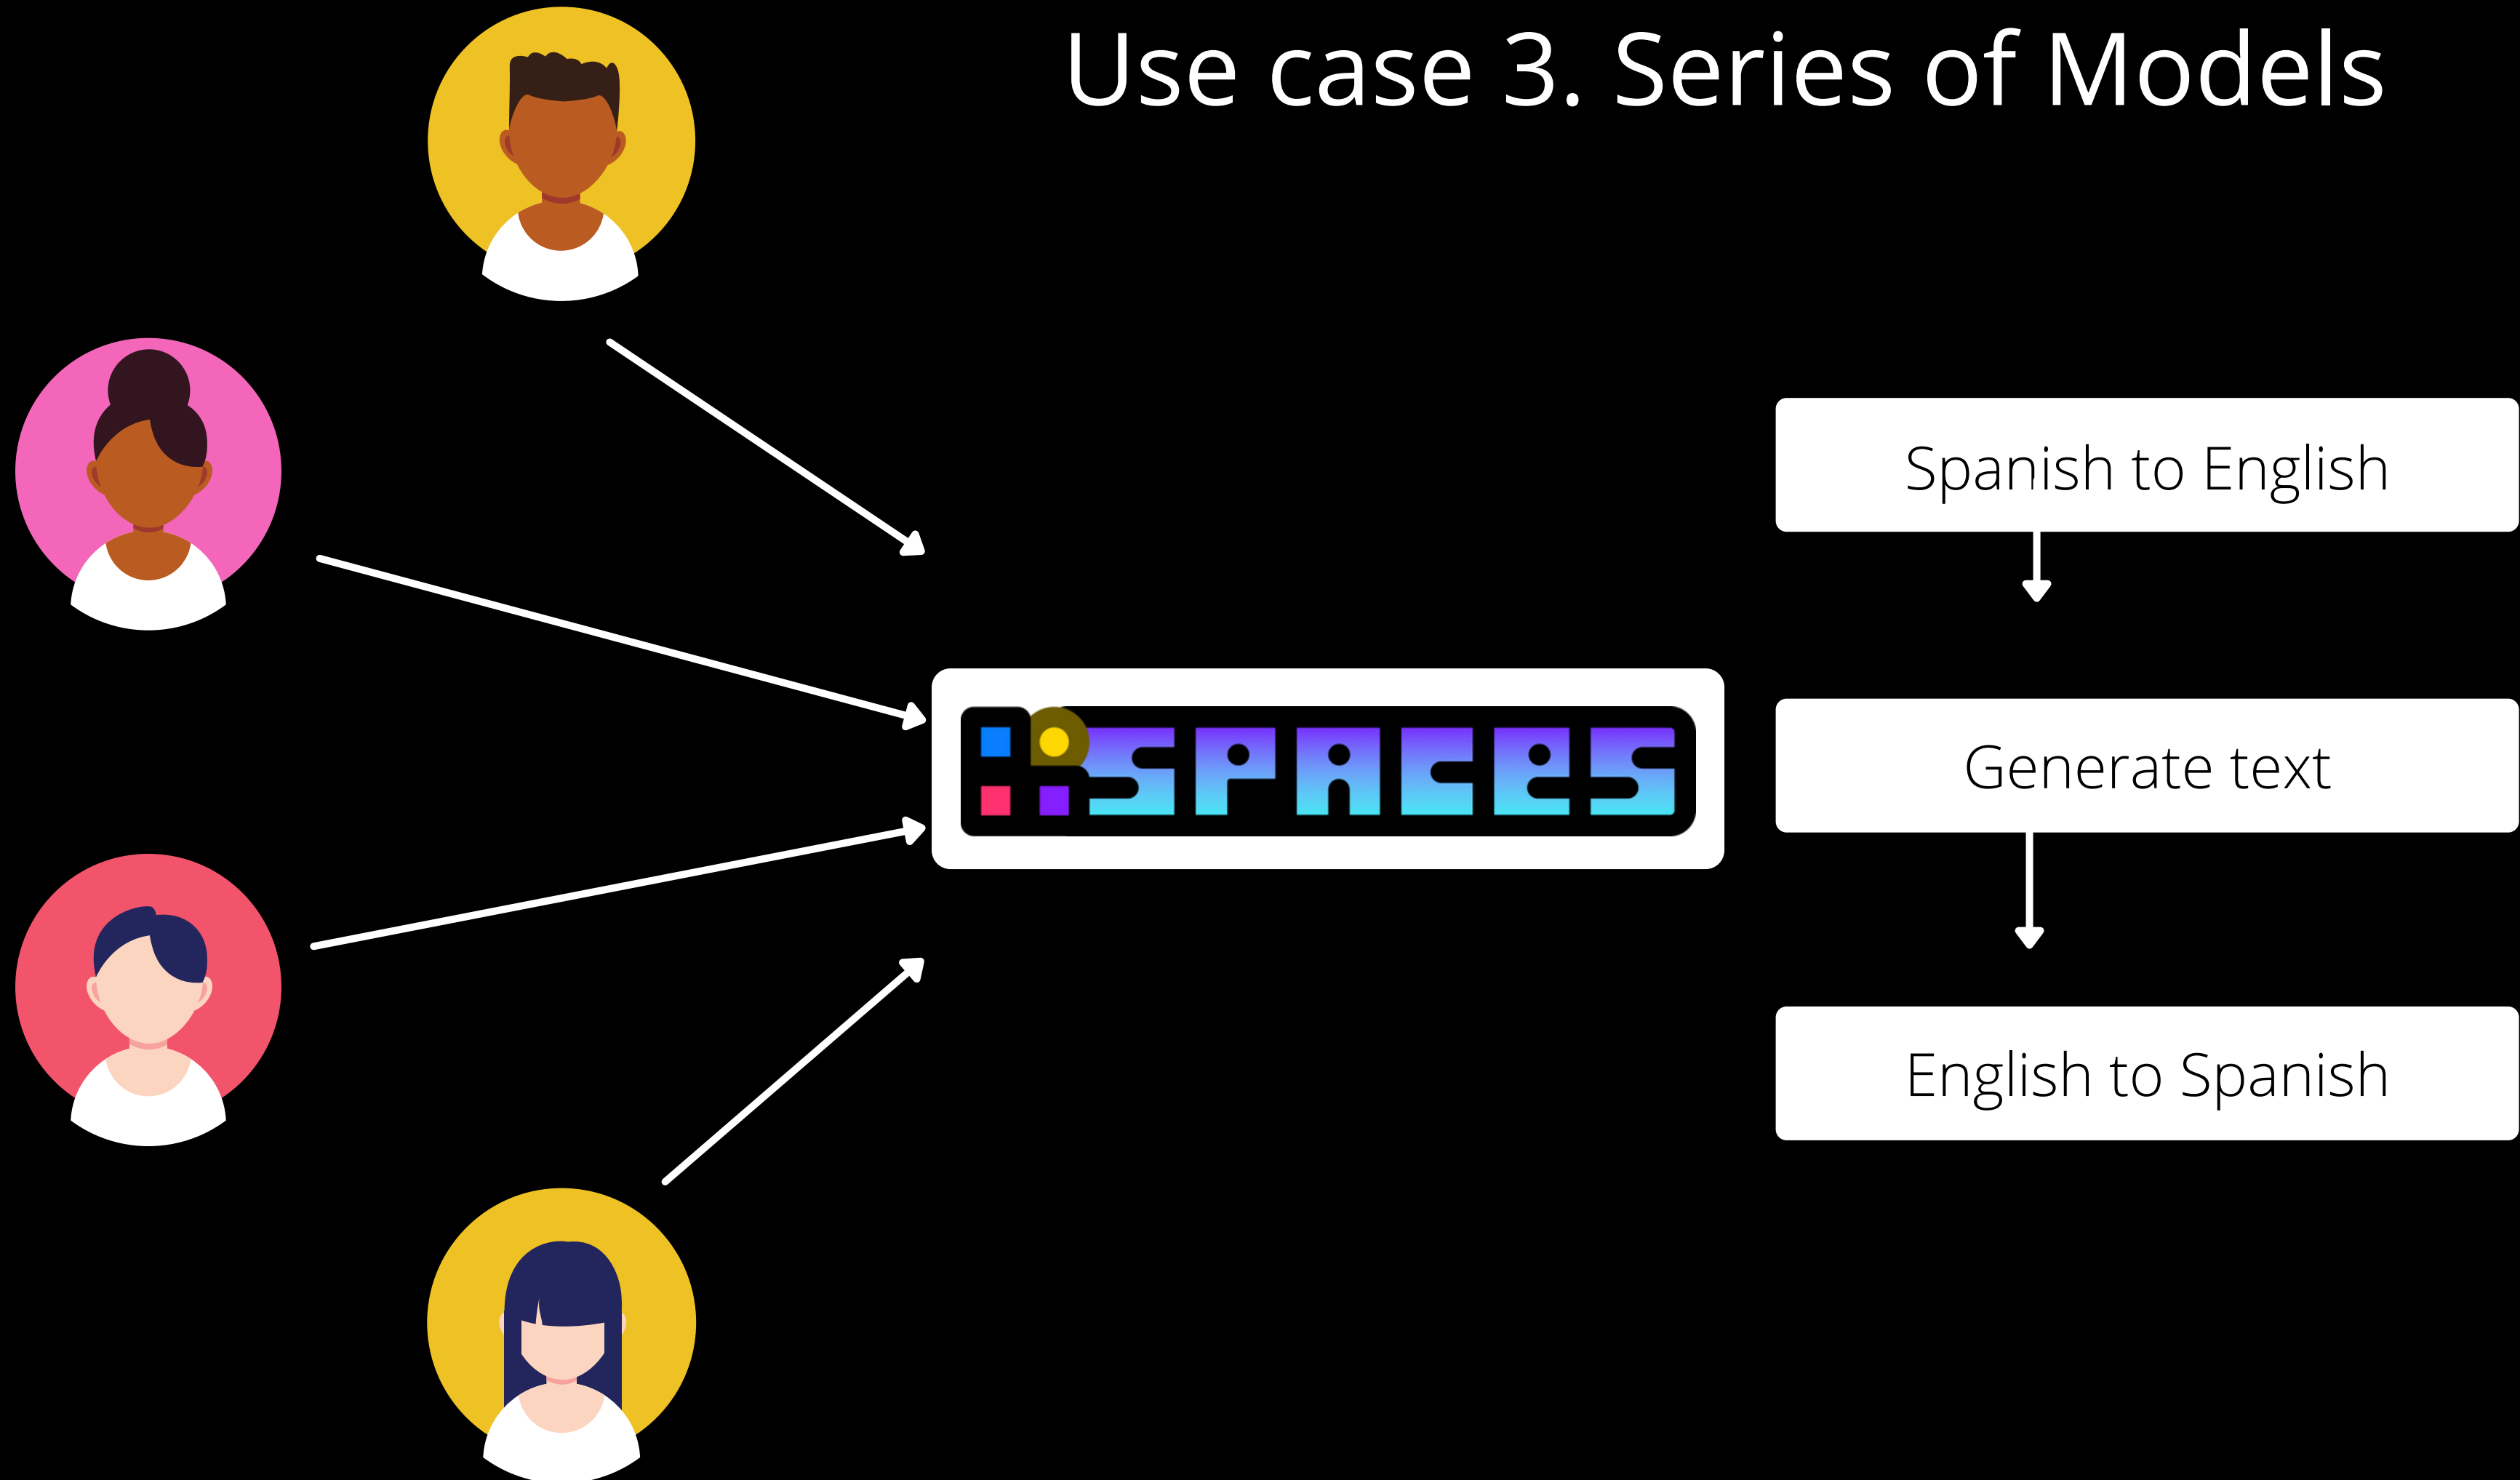 Use case 3. Series of Models
Spanish to English
SPACES
Generate text
English to Spanish